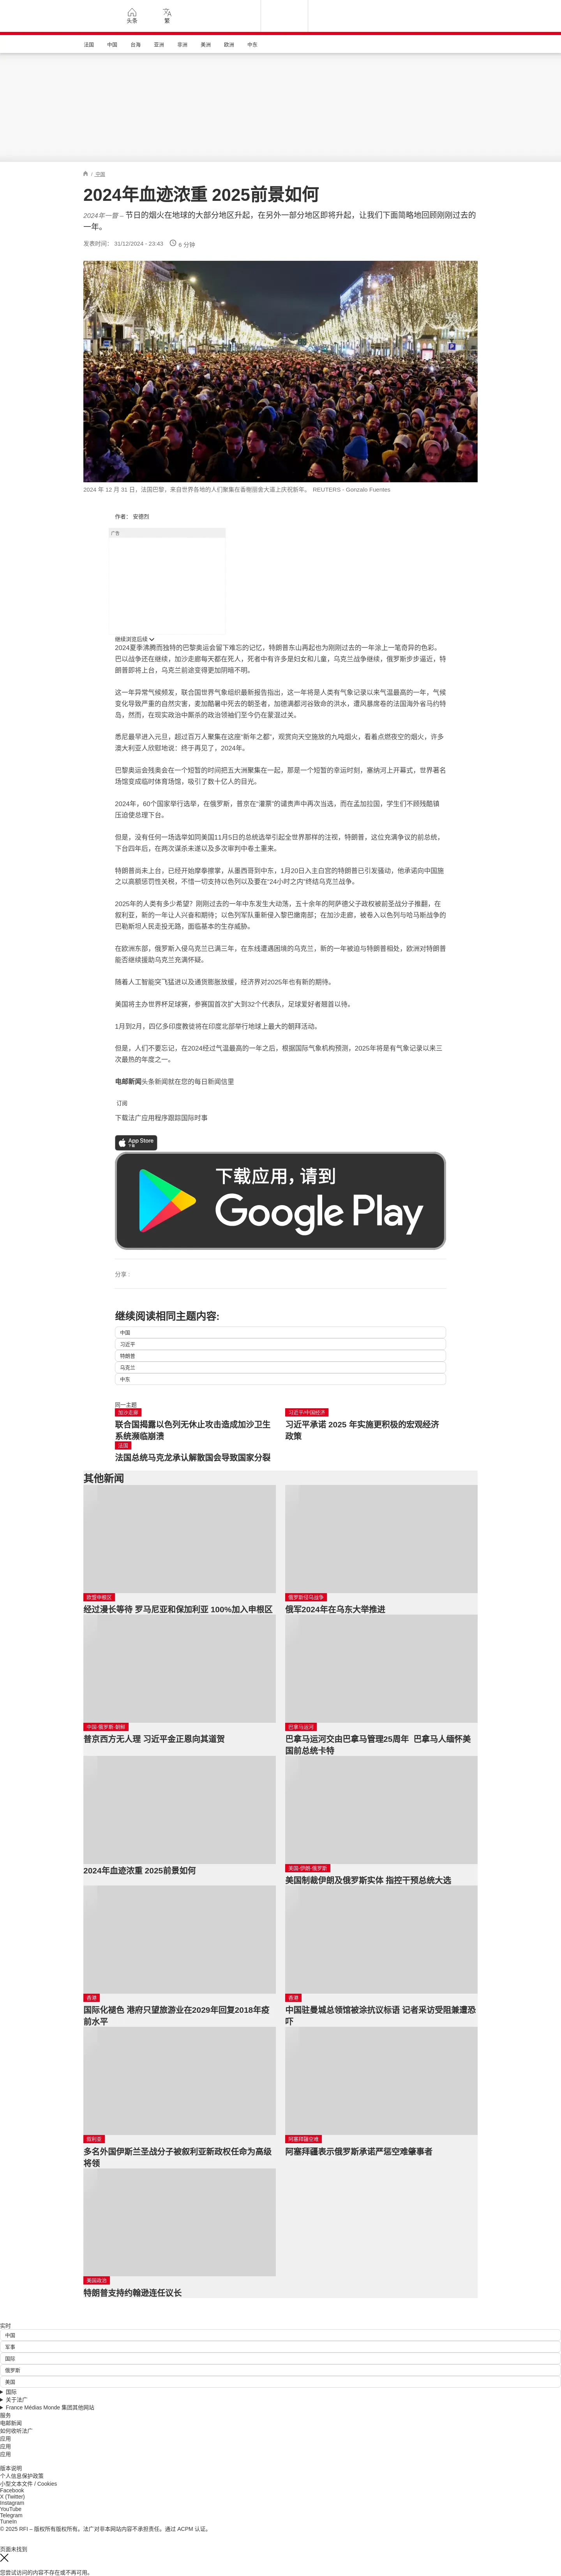 头条
繁
法国 中国 台海 亚洲 非洲 美洲 欧洲 中东
/ 中国
2024年血迹浓重 2025前景如何
2024年一瞥 – 节日的烟火在地球的大部分地区升起，在另外一部分地区即将升起，让我们下面简略地回顾刚刚过去的
一年。
发表时间： 31/12/2024 - 23:43 6 分钟
2024 年 12 月 31 日，法国巴黎，来自世界各地的人们聚集在香榭丽舍大道上庆祝新年。 REUTERS - Gonzalo Fuentes
作者： 安德烈
广告
继续浏览后续
2024夏季沸腾而独特的巴黎奥运会留下难忘的记忆，特朗普东山再起也为刚刚过去的一年涂上一笔奇异的色彩。
巴以战争还在继续，加沙走廊每天都在死人，死者中有许多是妇女和儿童，乌克兰战争继续，俄罗斯步步逼近，特
朗普即将上台，乌克兰前途变得更加阴暗不明。
这一年异常气候频发，联合国世界气象组织最新报告指出，这一年将是人类有气象记录以来气温最高的一年，气候
变化导致严重的自然灾害，麦加酷暑中死去的朝圣者，加德满都河谷致命的洪水，遭风暴席卷的法国海外省马约特
岛，然而，在现实政治中厮杀的政治领袖们至今仍在蒙混过关。
悉尼最早进入元旦，超过百万人聚集在这座“新年之都”，观赏向天空施放的九吨烟火，看着点燃夜空的烟火，许多
澳大利亚人欣慰地说：终于再见了，2024年。
巴黎奥运会残奥会在一个短暂的时间把五大洲聚集在一起，那是一个短暂的幸运时刻，塞纳河上开幕式，世界著名
场馆变成临时体育场馆，吸引了数十亿人的目光。
2024年，60个国家举行选举，在俄罗斯，普京在“灌票”的谴责声中再次当选，而在孟加拉国，学生们不顾残酷镇
压迫使总理下台。
但是，没有任何一场选举如同美国11月5日的总统选举引起全世界那样的注视，特朗普，这位充满争议的前总统，
下台四年后，在两次谋杀未遂以及多次审判中卷土重来。
特朗普尚未上台，已经开始摩拳擦掌，从墨西哥到中东，1月20日入主白宫的特朗普已引发骚动，他承诺向中国施
之以高额惩罚性关税，不惜一切支持以色列以及要在“24小时之内”终结乌克兰战争。
2025年的人类有多少希望？刚刚过去的一年中东发生大动荡，五十余年的阿萨德父子政权被前圣战分子推翻，在
叙利亚，新的一年让人兴奋和期待；以色列军队重新侵入黎巴嫩南部；在加沙走廊，被卷入以色列与哈马斯战争的
巴勒斯坦人民走投无路，面临基本的生存威胁。
在欧洲东部，俄罗斯入侵乌克兰已满三年，在东线遭遇困境的乌克兰，新的一年被迫与特朗普相处，欧洲对特朗普
能否继续援助乌克兰充满怀疑。
随着人工智能突飞猛进以及通货膨胀放缓，经济界对2025年也有新的期待。
美国将主办世界杯足球赛，参赛国首次扩大到32个代表队，足球爱好者翘首以待。
1月到2月，四亿多印度教徒将在印度北部举行地球上最大的朝拜活动。
但是，人们不要忘记，在2024经过气温最高的一年之后，根据国际气象机构预测，2025年将是有气象记录以来三
次最热的年度之一。
电邮新闻头条新闻就在您的每日新闻信里
订阅
下载法广应用程序跟踪国际时事
App Store
下载
下载应用，请到
Google Play
分享 :
继续阅读相同主题内容:
中国
习近平
特朗普
乌克兰
中东
同一主题
加沙走廊
联合国揭露以色列无休止攻击造成加沙卫生
系统濒临崩溃
习近平/中国经济
习近平承诺 2025 年实施更积极的宏观经济
政策
法国
法国总统马克龙承认解散国会导致国家分裂
其他新闻
欧盟申根区
经过漫长等待 罗马尼亚和保加利亚 100%加入申根区
俄罗斯侵乌战争
俄军2024年在乌东大举推进
中国-俄罗斯-朝鲜
普京西方无人理 习近平金正恩向其道贺
巴拿马运河
巴拿马运河交由巴拿马管理25周年 巴拿马人缅怀美
国前总统卡特
2024年血迹浓重 2025前景如何
美国-伊朗-俄罗斯
美国制裁伊朗及俄罗斯实体 指控干预总统大选
香港
国际化褪色 港府只望旅游业在2029年回复2018年疫
前水平
香港
中国驻曼城总领馆被涂抗议标语 记者采访受阻兼遭恐
吓
叙利亚
多名外国伊斯兰圣战分子被叙利亚新政权任命为高级
将领
阿塞拜疆空难
阿塞拜疆表示俄罗斯承诺严惩空难肇事者
美国政治
特朗普支持约翰逊连任议长
实时
中国
军事
国际
俄罗斯
美国
国际
关于法广
France Médias Monde 集团其他网站
服务
电邮新闻
如何收听法广
应用
应用
应用
版本说明
个人信息保护政策
小型文本文件 / Cookies
Facebook
X (Twitter)
Instagram
YouTube
Telegram
TuneIn
© 2025 RFI – 版权所有版权所有。法广对非本网站内容不承担责任。通过 ACPM 认证。
页面未找到
您尝试访问的内容不存在或不再可用。